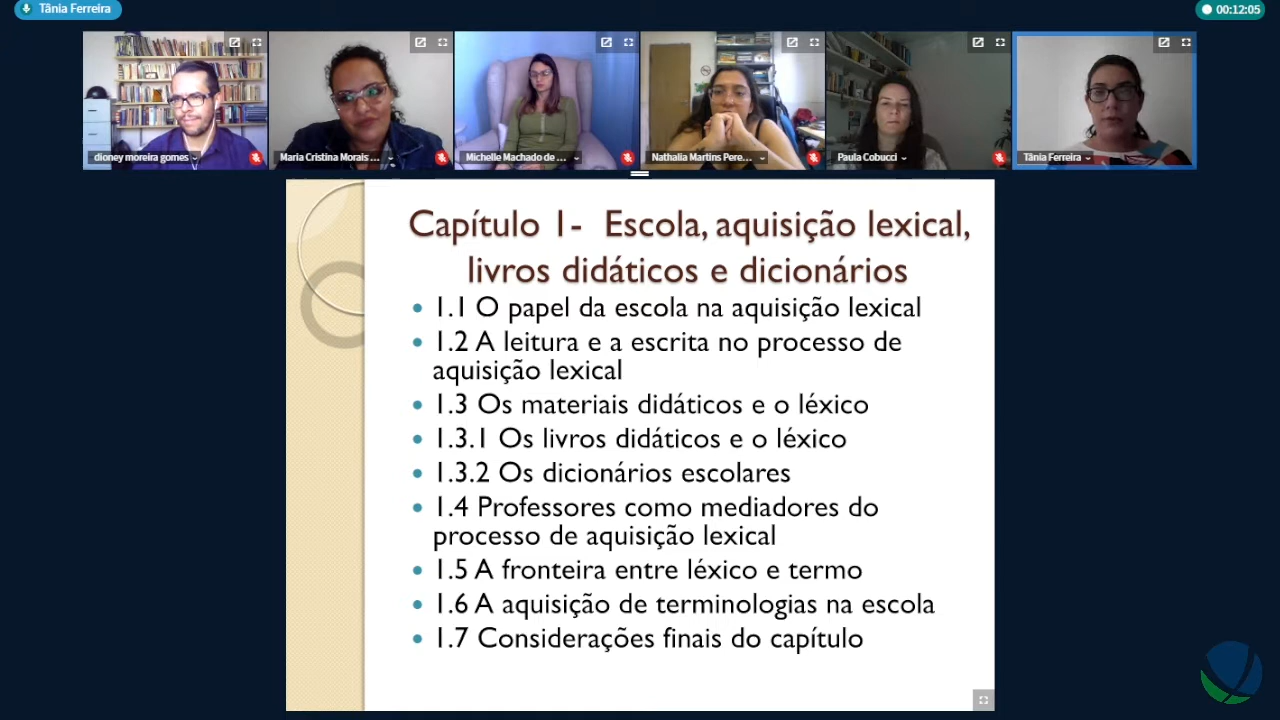 Tânia Ferreira
00:12:05
dioney moreira gomes
Maria Cristina Morais ...
Michelle Machado de ...
Nathalia Martins Pere...
Paula Cobucci
Tânia Ferreira
Capítulo 1- Escola, aquisição lexical,
livros didáticos e dicionários
• 1.1 O papel da escola na aquisição lexical
• 1.2 A leitura e a escrita no processo de
aquisição lexical
• 1.3 Os materiais didáticos e o léxico
• 1.3.1 Os livros didáticos e o léxico
• 1.3.2 Os dicionários escolares
• 1.4 Professores como mediadores do
processo de aquisição lexical
• 1.5 A fronteira entre léxico e termo
• 1.6 A aquisição de terminologias na escola
• 1.7 Considerações finais do capítulo